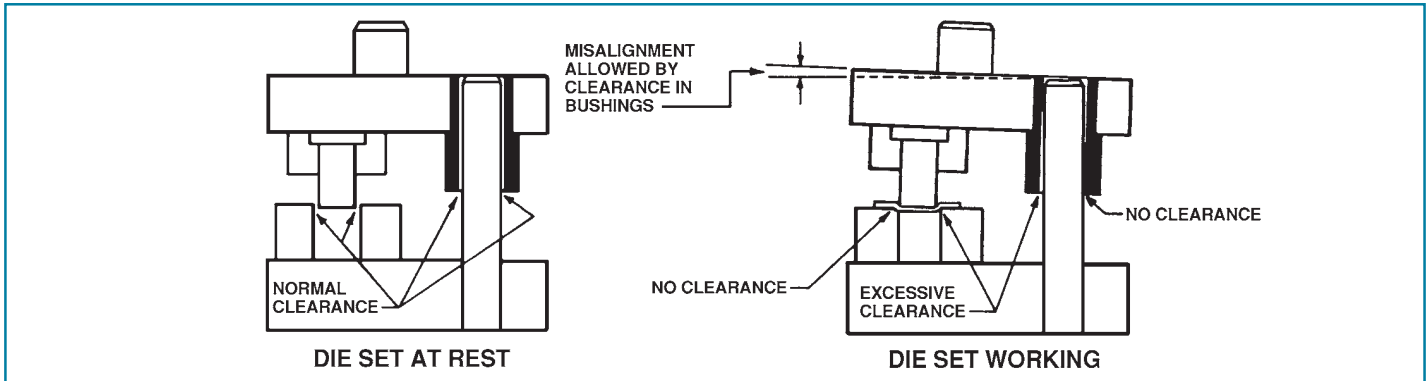 MISALIGNMENT
ALLOWED BY
CLEARANCE IN
BUSHINGS
NORMAL
CLEARANCE
NO CLEARANCE
NO CLEARANCE
EXCESSIVE
CLEARANCE
DIE SET AT REST
DIE SET WORKING